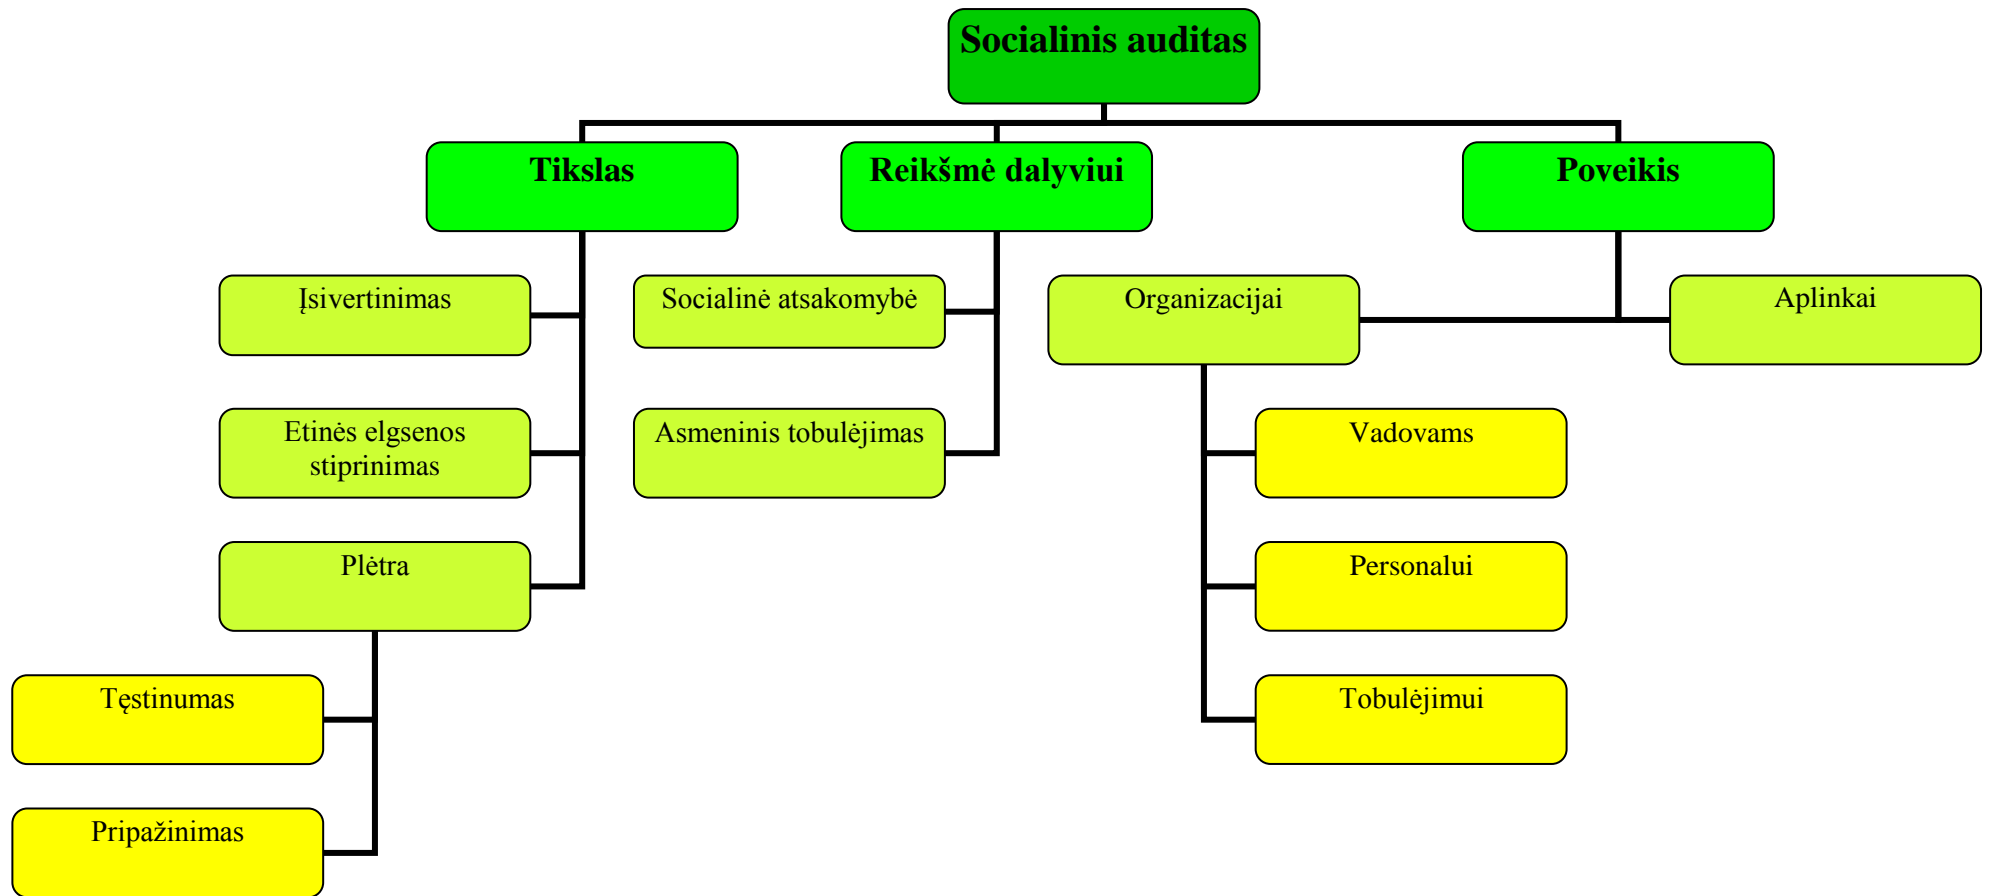 Socialinis auditas
Tikslas
Reikšmė dalyviui
Poveikis
Įsivertinimas
Socialinė atsakomybė
Organizacijai
Aplinkai
Etinės elgsenos
stiprinimas
Asmeninis tobulėjimas
Vadovams
Plėtra
Personalui
Tęstinumas
Tobulėjimui
Pripažinimas